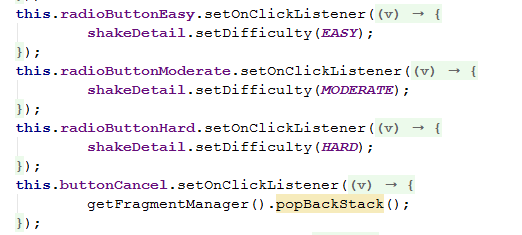 this.radioButtonEasy.setOnClickListener((v) → {
shakeDetail.setDifficulty(EASY);
});
this.radioButtonModerate.setOnClickListener((v) → {
shakeDetail.setDifficulty(MODERATE);
});
this.radioButtonHard.setOnClickListener((v) → {
shakeDetail.setDifficulty(HARD);
});
this.buttonCancel.setOnClickListener((v) → {
getFragmentManager().popBackStack();
});